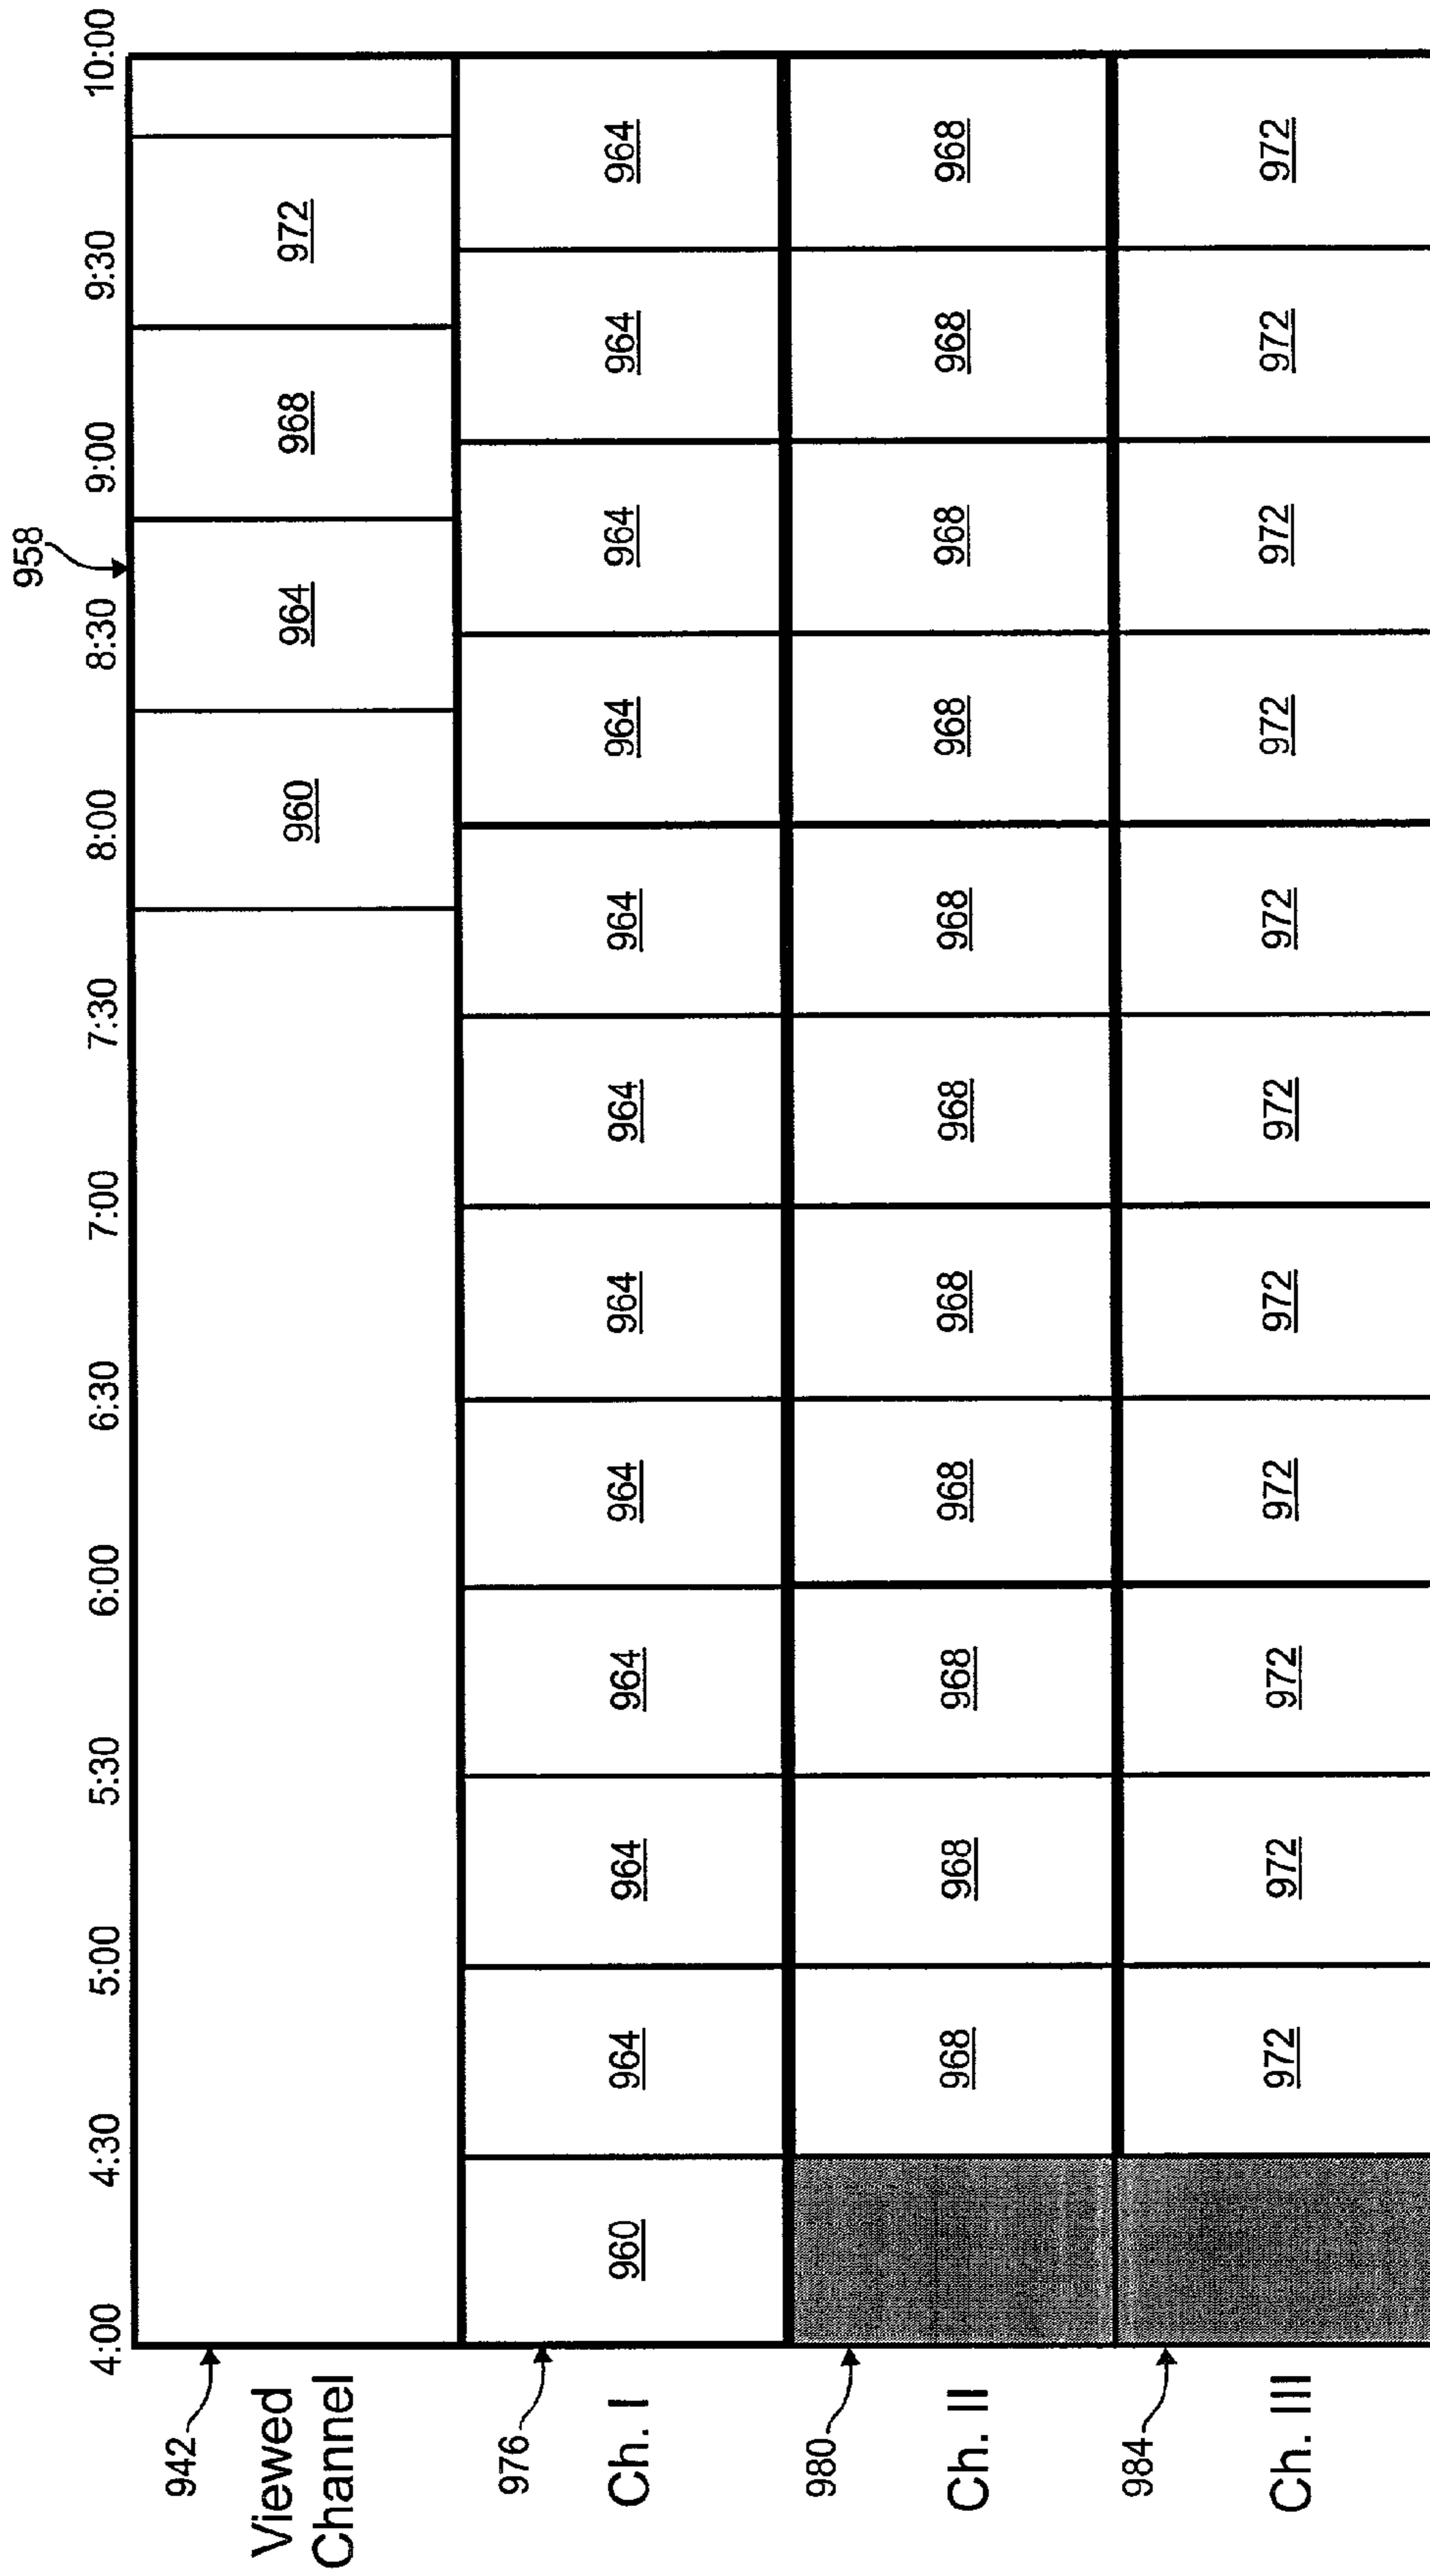 958
4:00 4:30 5:00 5:30 6:00 6:30 7:00 7:30 8:00 8:30 9:00 9:30 10:00
942
Viewed
Channel
960 964 968 972
976
Ch. I 960 964 964 964 964 964 964 964 964 964 964 964
980
Ch. II 968 968 968 968 968 968 968 968 968 968 968
984
Ch. III 972 972 972 972 972 972 972 972 972 972 972